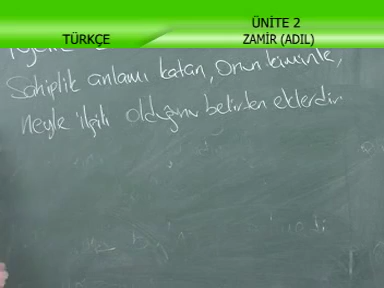 ÜNİTE 2
TÜRKÇE
ZAMİR (ADIL)
Sahiplik anlamı katan, Onun kiminle,
neyle ilgili olduğunu belirten eklerdir